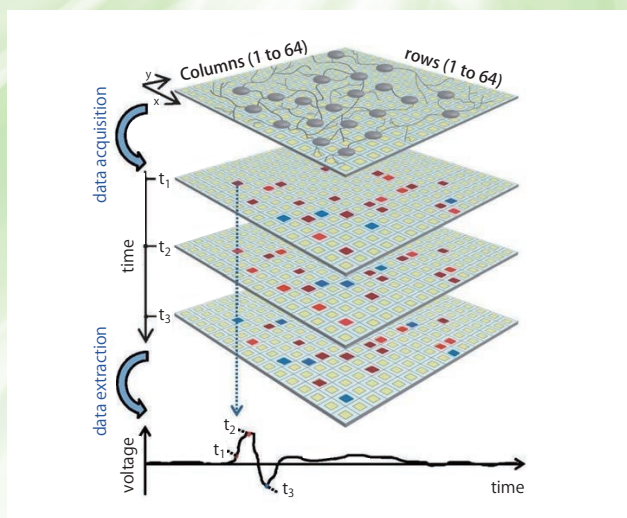 Columns (1 to 64)
rows (1 to 64)
y
x
data acquisition
t1
time
t2
t3
data extraction
voltage
t1
t2
t3
time